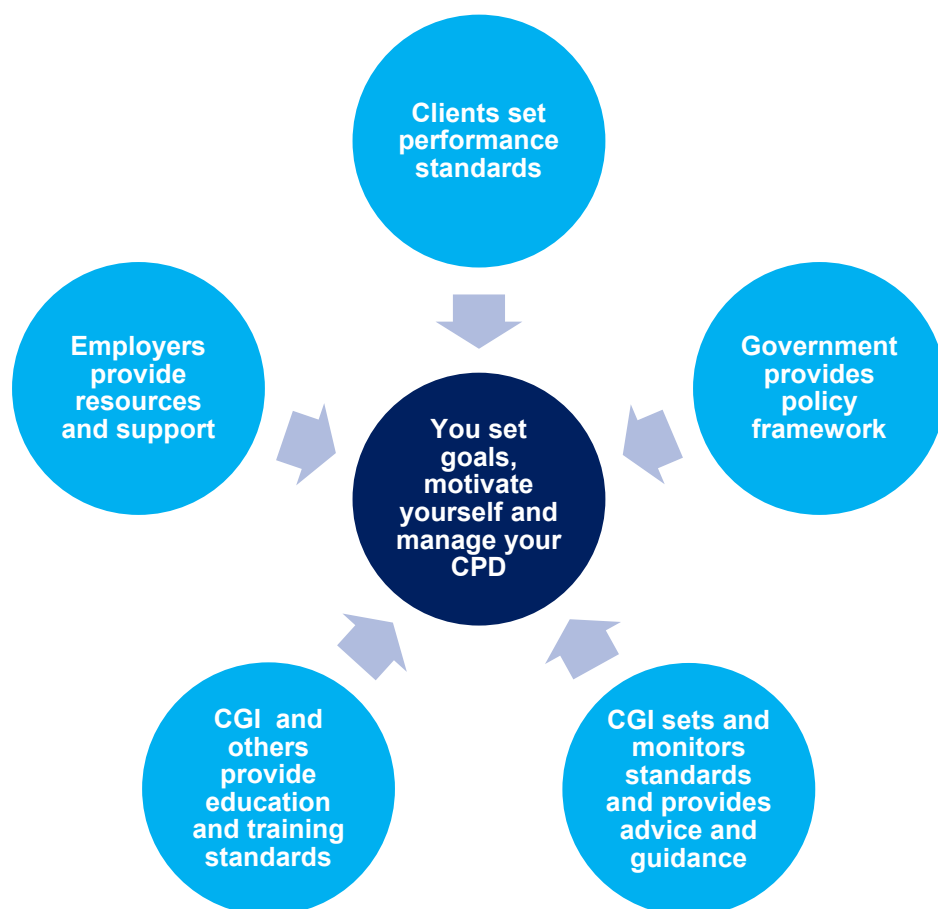 Clients set
performance
standards
Employers
provide
resources
and support
Government
provides
policy
framework
You set
goals,
motivate
yourself and
manage your
CPD
CGI  and
others
provide
education
and training
standards
CGI sets and
monitors
standards
and provides
advice and
guidance